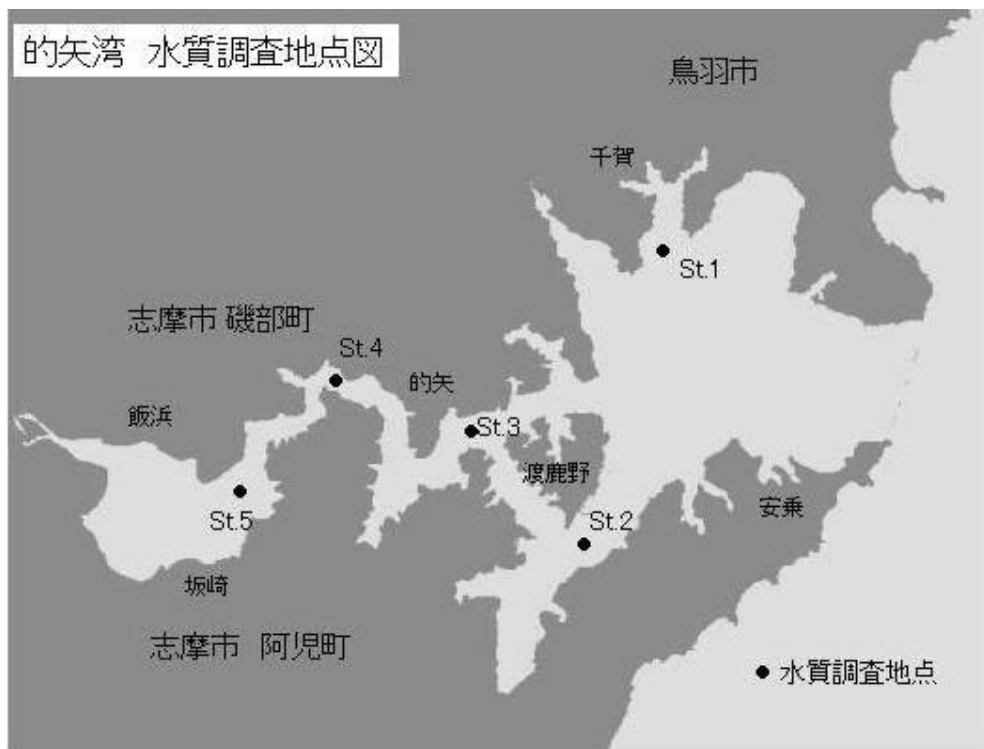 的矢湾 水質調査地点図
鳥羽市
千賀
St.1
志摩市 磯部町
St.4
的矢
飯浜
St.3
渡鹿野
安乗
St.5
St.2
坂崎
志摩市 阿児町
● 水質調査地点